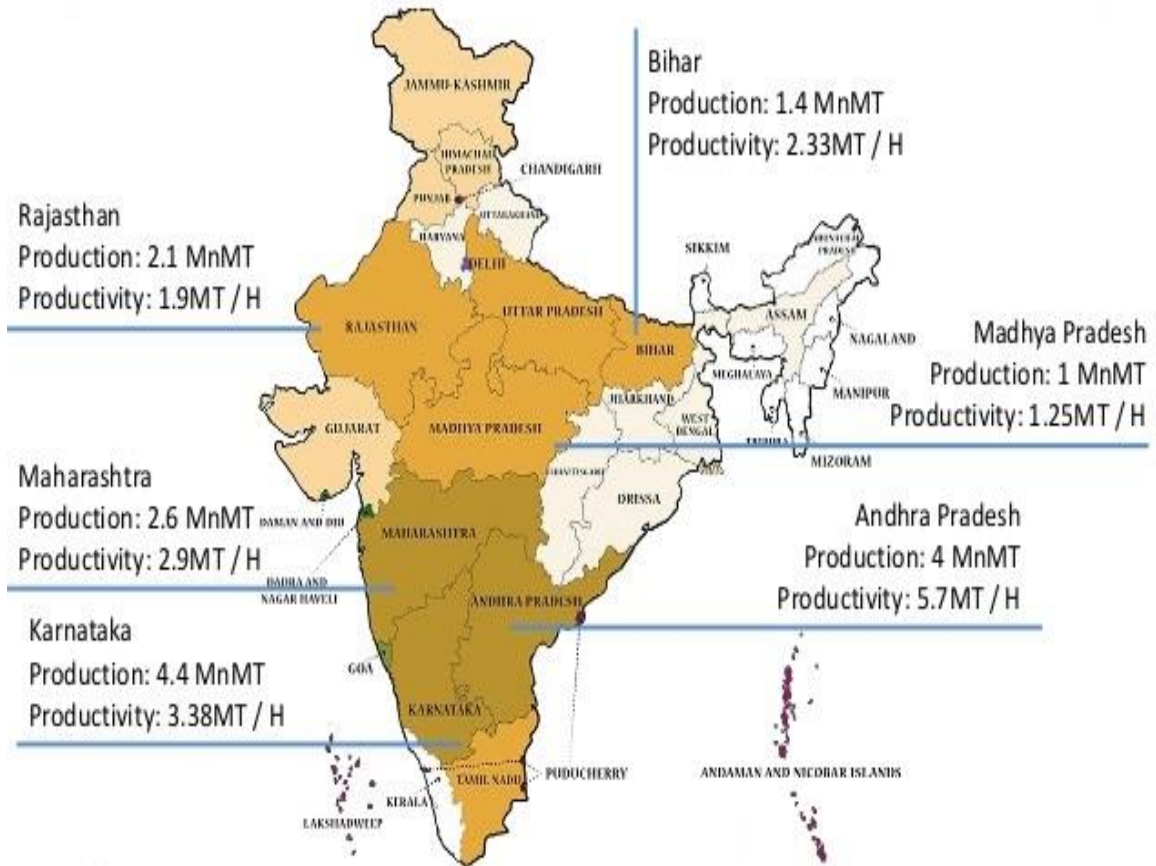 Bihar
Production: 1.4 MnMT
Productivity: 2.33MT / H
Rajasthan
Production: 2.1 MnMT
Productivity: 1.9MT / H
Madhya Pradesh
Production: 1 MnMT
Productivity: 1.25MT / H
Maharashtra
Production: 2.6 MnMT
Productivity: 2.9MT / H
Andhra Pradesh
Production: 4 MnMT
Productivity: 5.7MT / H
Karnataka
Production: 4.4 MnMT
Productivity: 3.38MT / H
JAMMU-KASHMIR
HIMACHAL
PRADESH
CHANDIGARH
PUNJAB
UTTARAKHAND
HARYANA
DELHI
SIKKIM
ARUNACHAL
PRADESH
RAJASTHAN
UTTAR PRADESH
ASSAM
NAGALAND
BIHAR
MEGHALAYA
MANIPUR
GUJARAT
MADHYA PRADESH
JHARKHAND
WEST
BENGAL
TRIPURA
MIZORAM
CHHATTISGARH
ORISSA
DAMAN AND DIU
MAHARASHTRA
DADRA AND
NAGAR HAVELI
ANDHRA PRADESH
GOA
KARNATAKA
PUDUCHERRY
TAMIL NADU
KERALA
LAKSHADWEEP
ANDAMAN AND NICOBAR ISLANDS